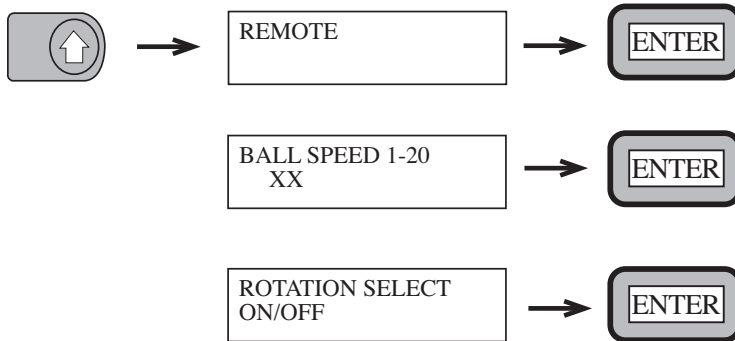 REMOTE
ENTER
BALL SPEED 1-20
XX
ENTER
ROTATION SELECT
ON/OFF
ENTER